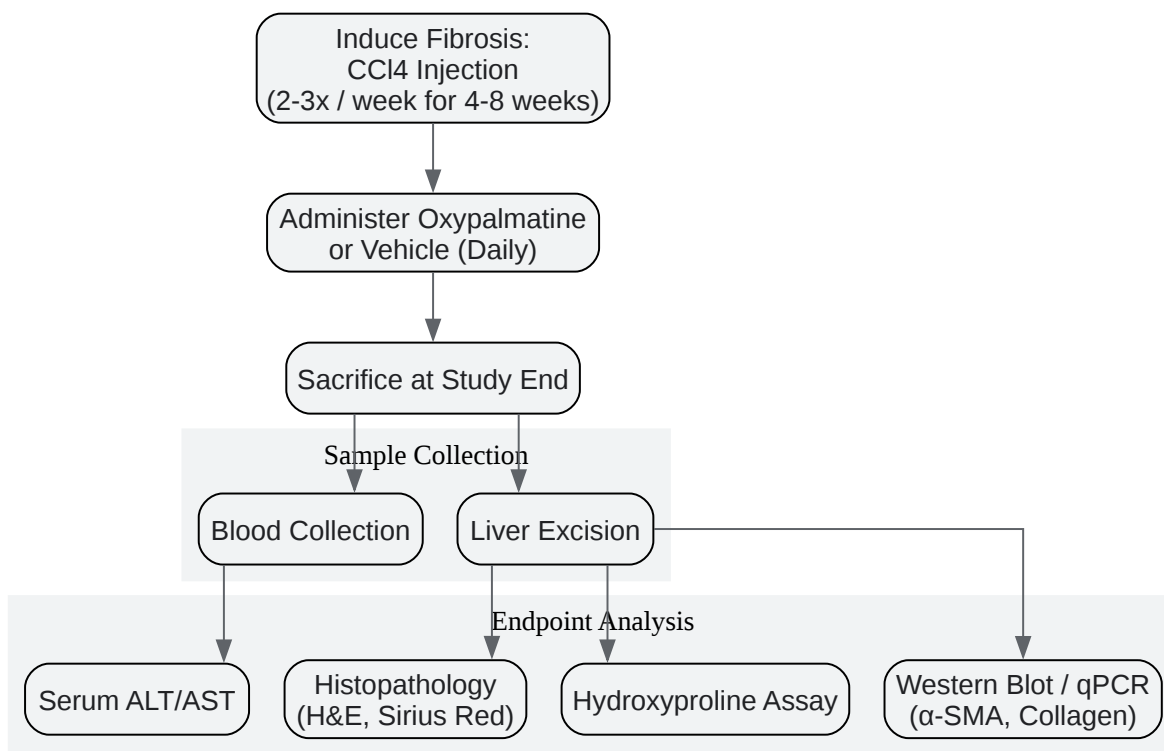 Induce Fibrosis:
CCl4 Injection
(2-3x / week for 4-8 weeks)
Administer Oxypalmatine
or Vehicle (Daily)
Sacrifice at Study End
Sample Collection
Blood Collection
Liver Excision
Endpoint Analysis
Serum ALT/AST
Histopathology
(H&E, Sirius Red)
Hydroxyproline Assay
Western Blot / qPCR
(α-SMA, Collagen)